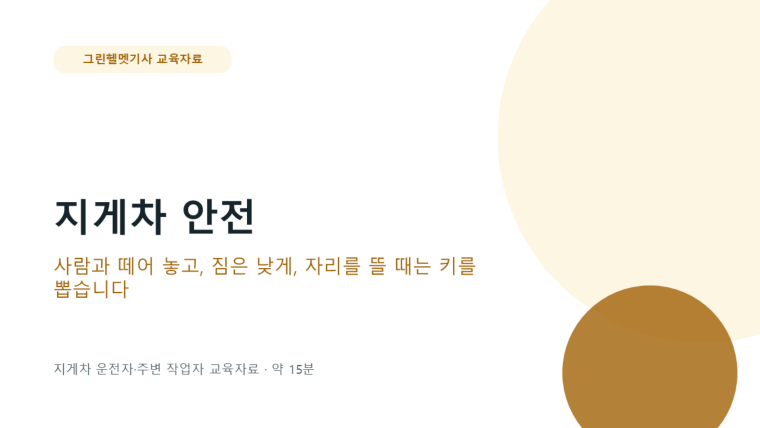 그린헬멧기사 교육자료
지게차 안전
사람과 떼어 놓고, 짐은 낮게, 자리를 뜰 때는 키를
뽑습니다
지게차 운전자·주변 작업자 교육자료 · 약 15분